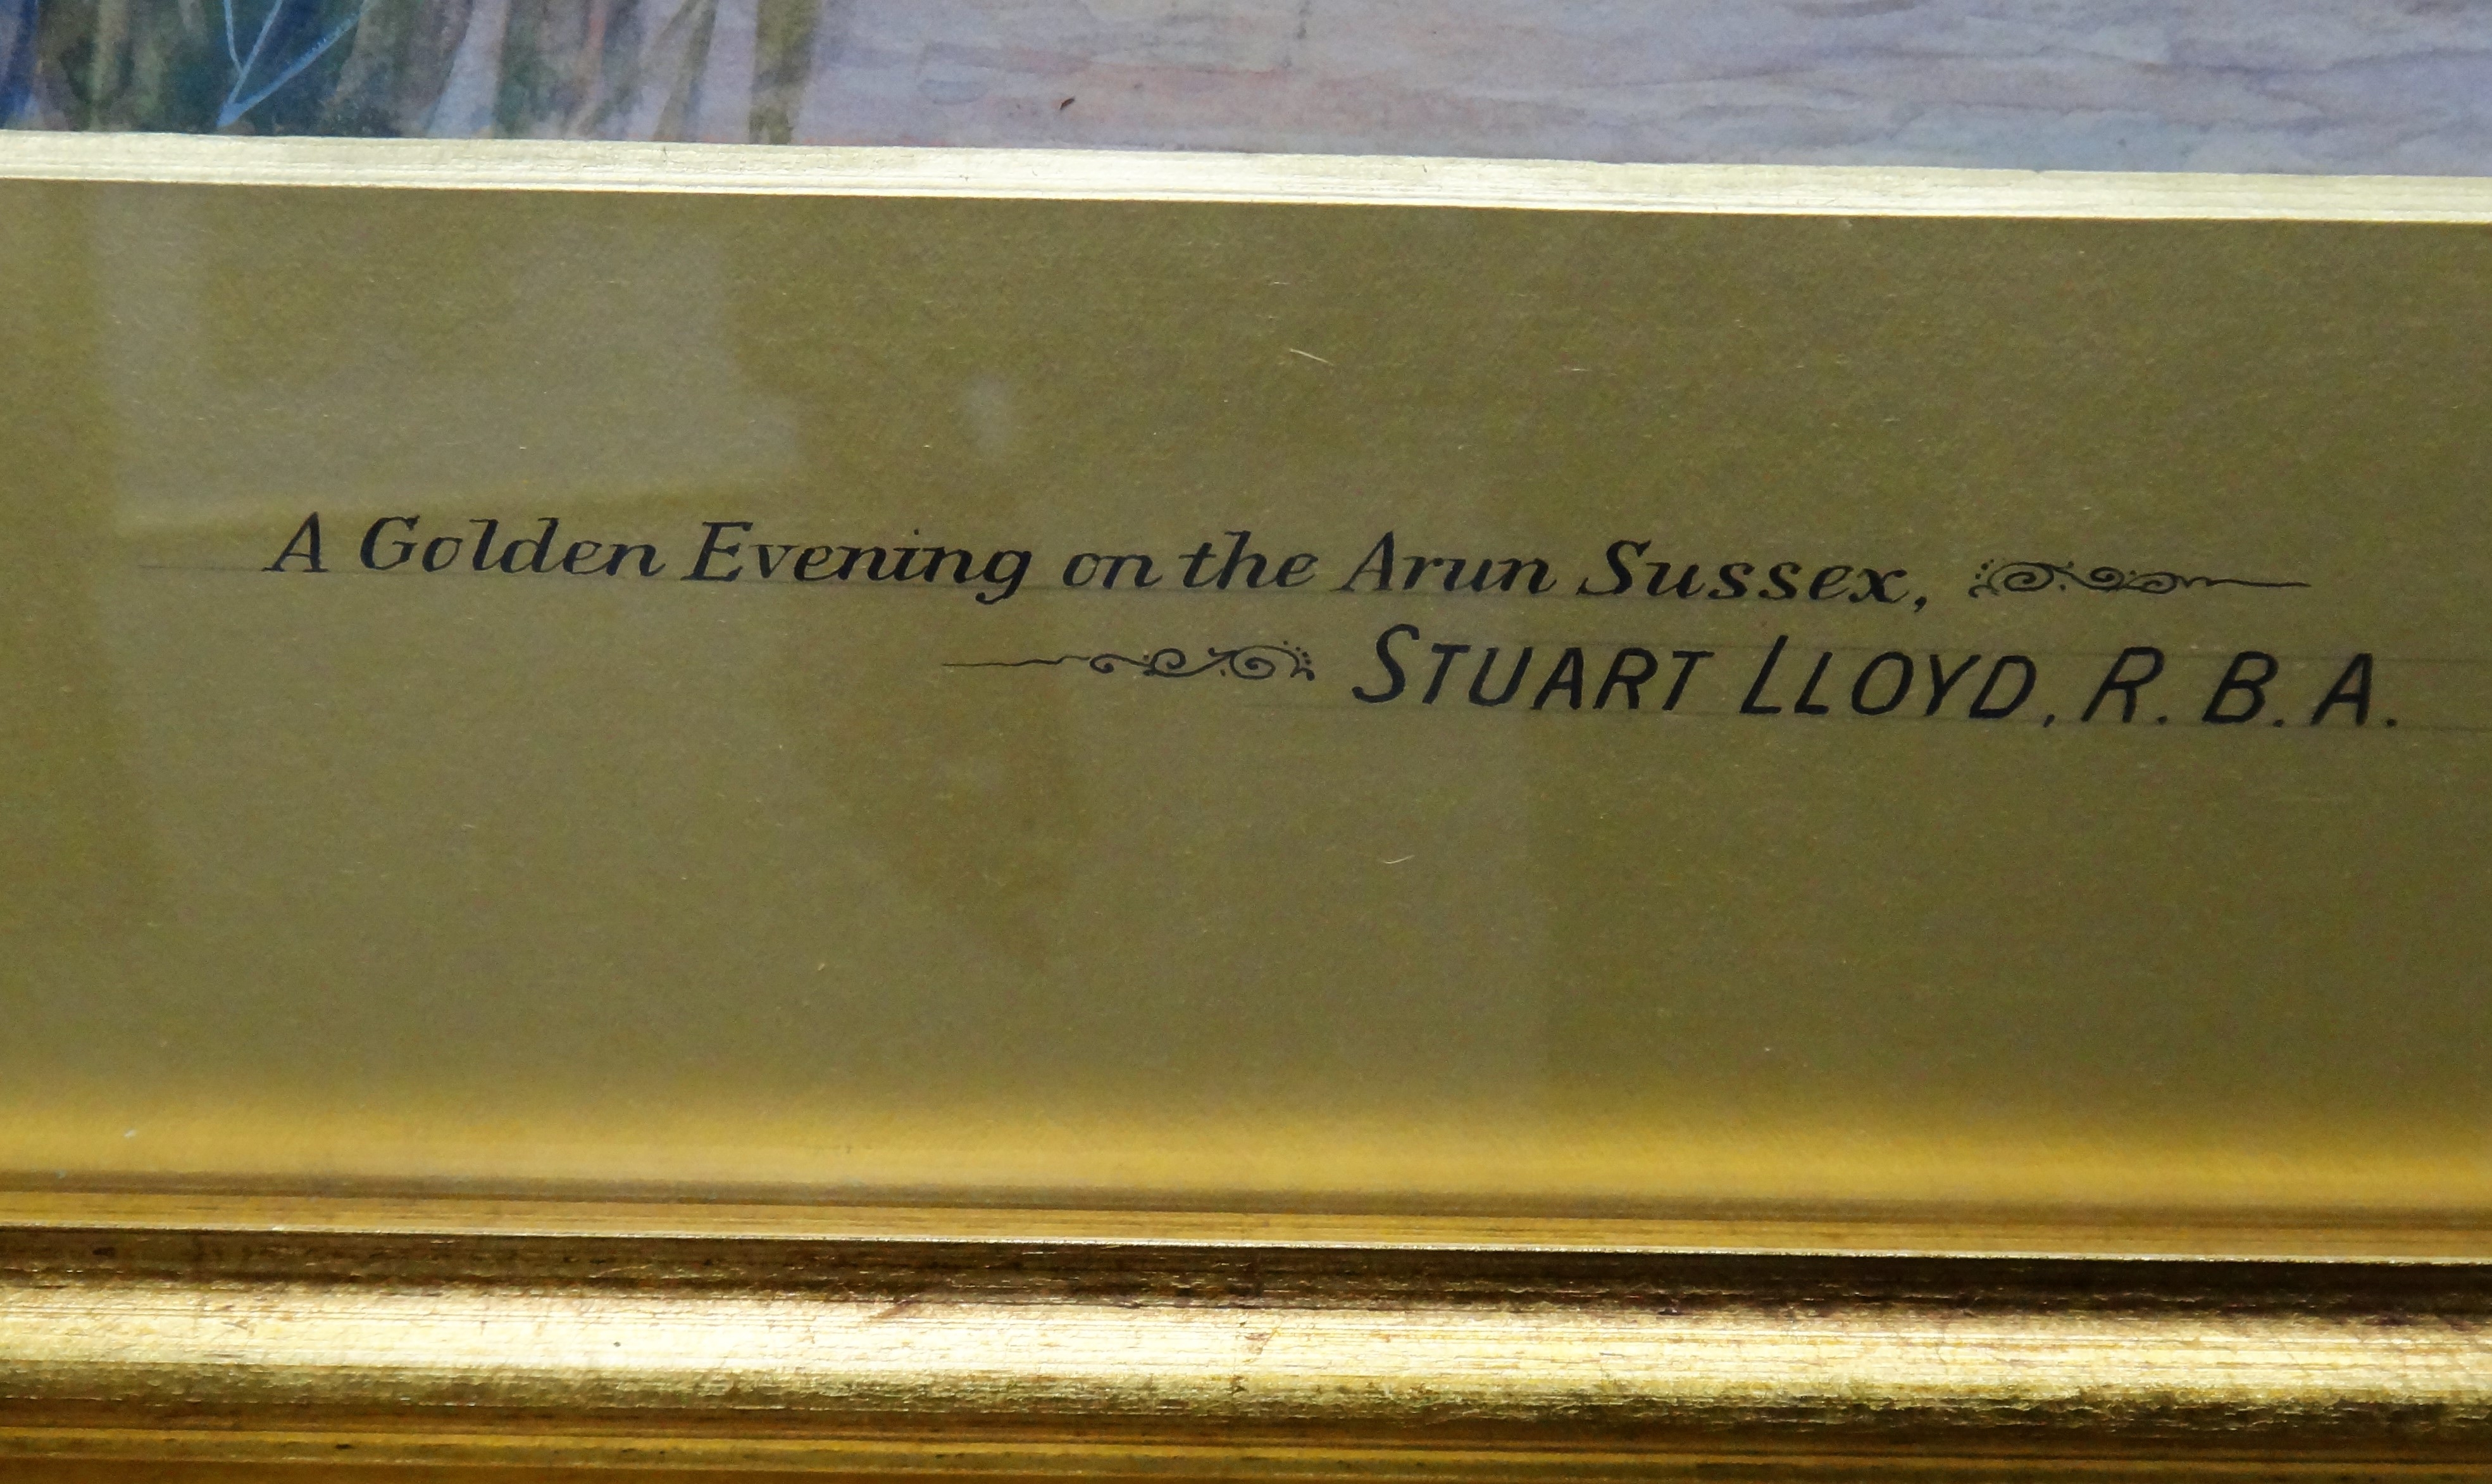 A Golden Evening on the Arun Sussex,
STUART LLOYD, R. B. A.